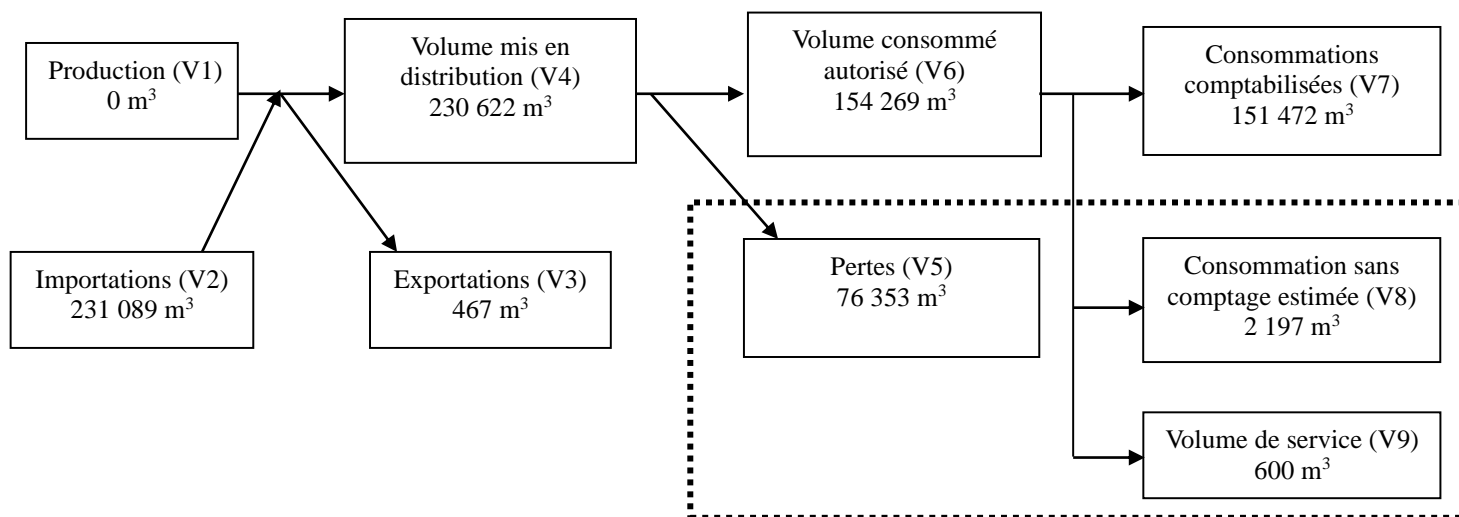 Production (V1)
0 m³
Volume mis en
distribution (V4)
230 622 m³
Volume consommé
autorisé (V6)
154 269 m³
Consommations
comptabilisées (V7)
151 472 m³
Importations (V2)
231 089 m³
Exportations (V3)
467 m³
Pertes (V5)
76 353 m³
Consommation sans
comptage estimée (V8)
2 197 m³
Volume de service (V9)
600 m³